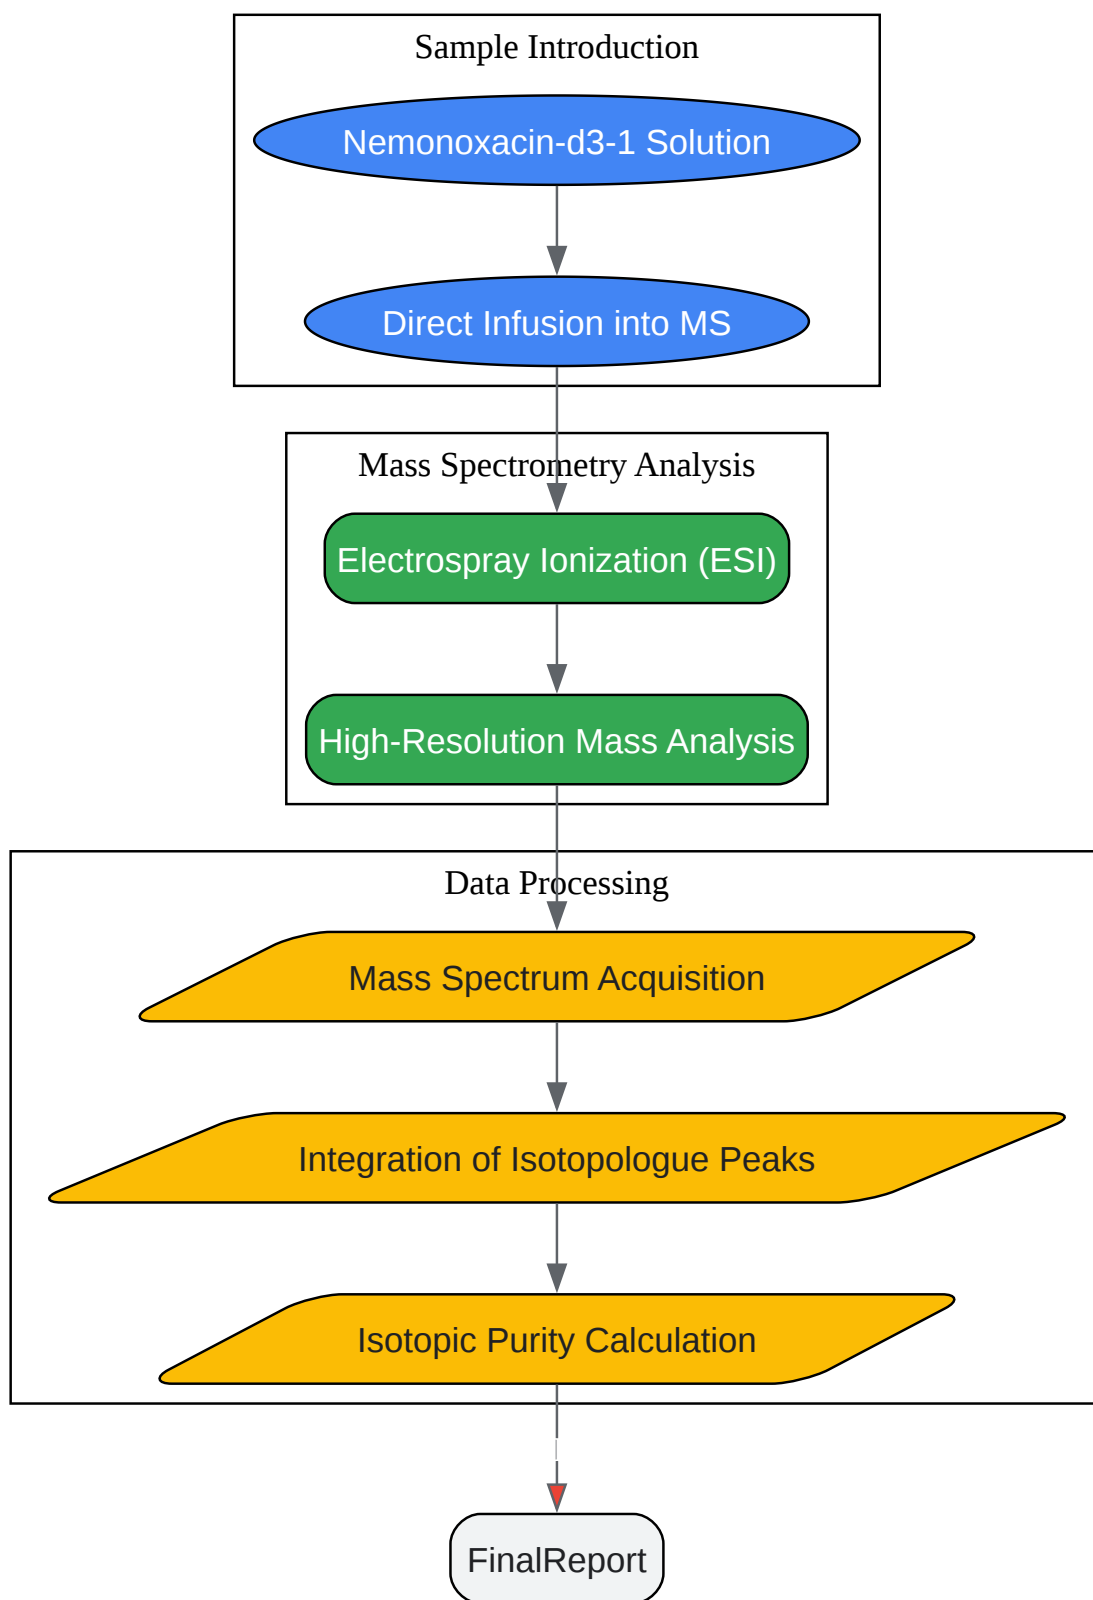 Sample Introduction
Nemonoxacin-d3-1 Solution
Direct Infusion into MS
Mass Spectrometry Analysis
Electrospray Ionization (ESI)
High-Resolution Mass Analysis
Data Processing
Mass Spectrum Acquisition
Integration of Isotopologue Peaks
Isotopic Purity Calculation
FinalReport